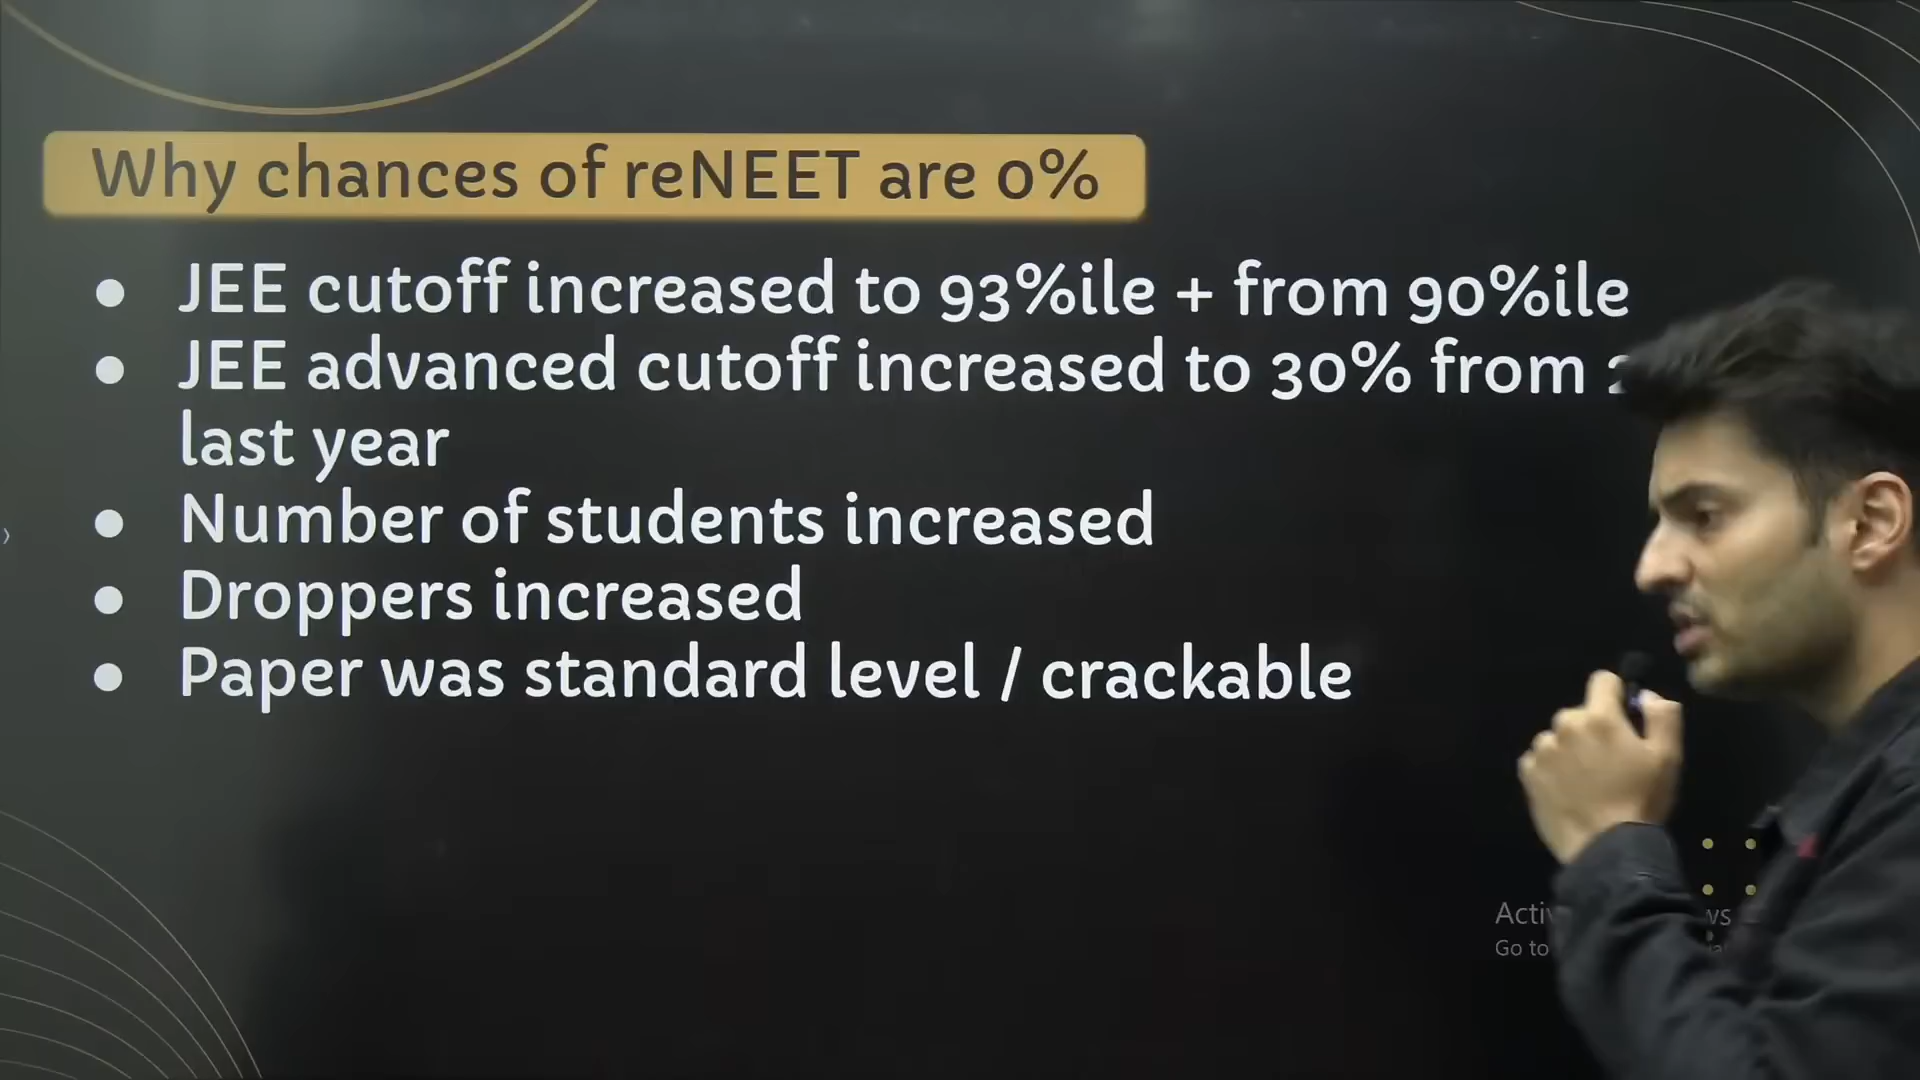 Why chances of reNEET are 0%
● JEE cutoff increased to 93%ile + from 90%ile
● JEE advanced cutoff increased to 30% from
last year
● Number of students increased
● Droppers increased
● Paper was standard level / crackable
Go to